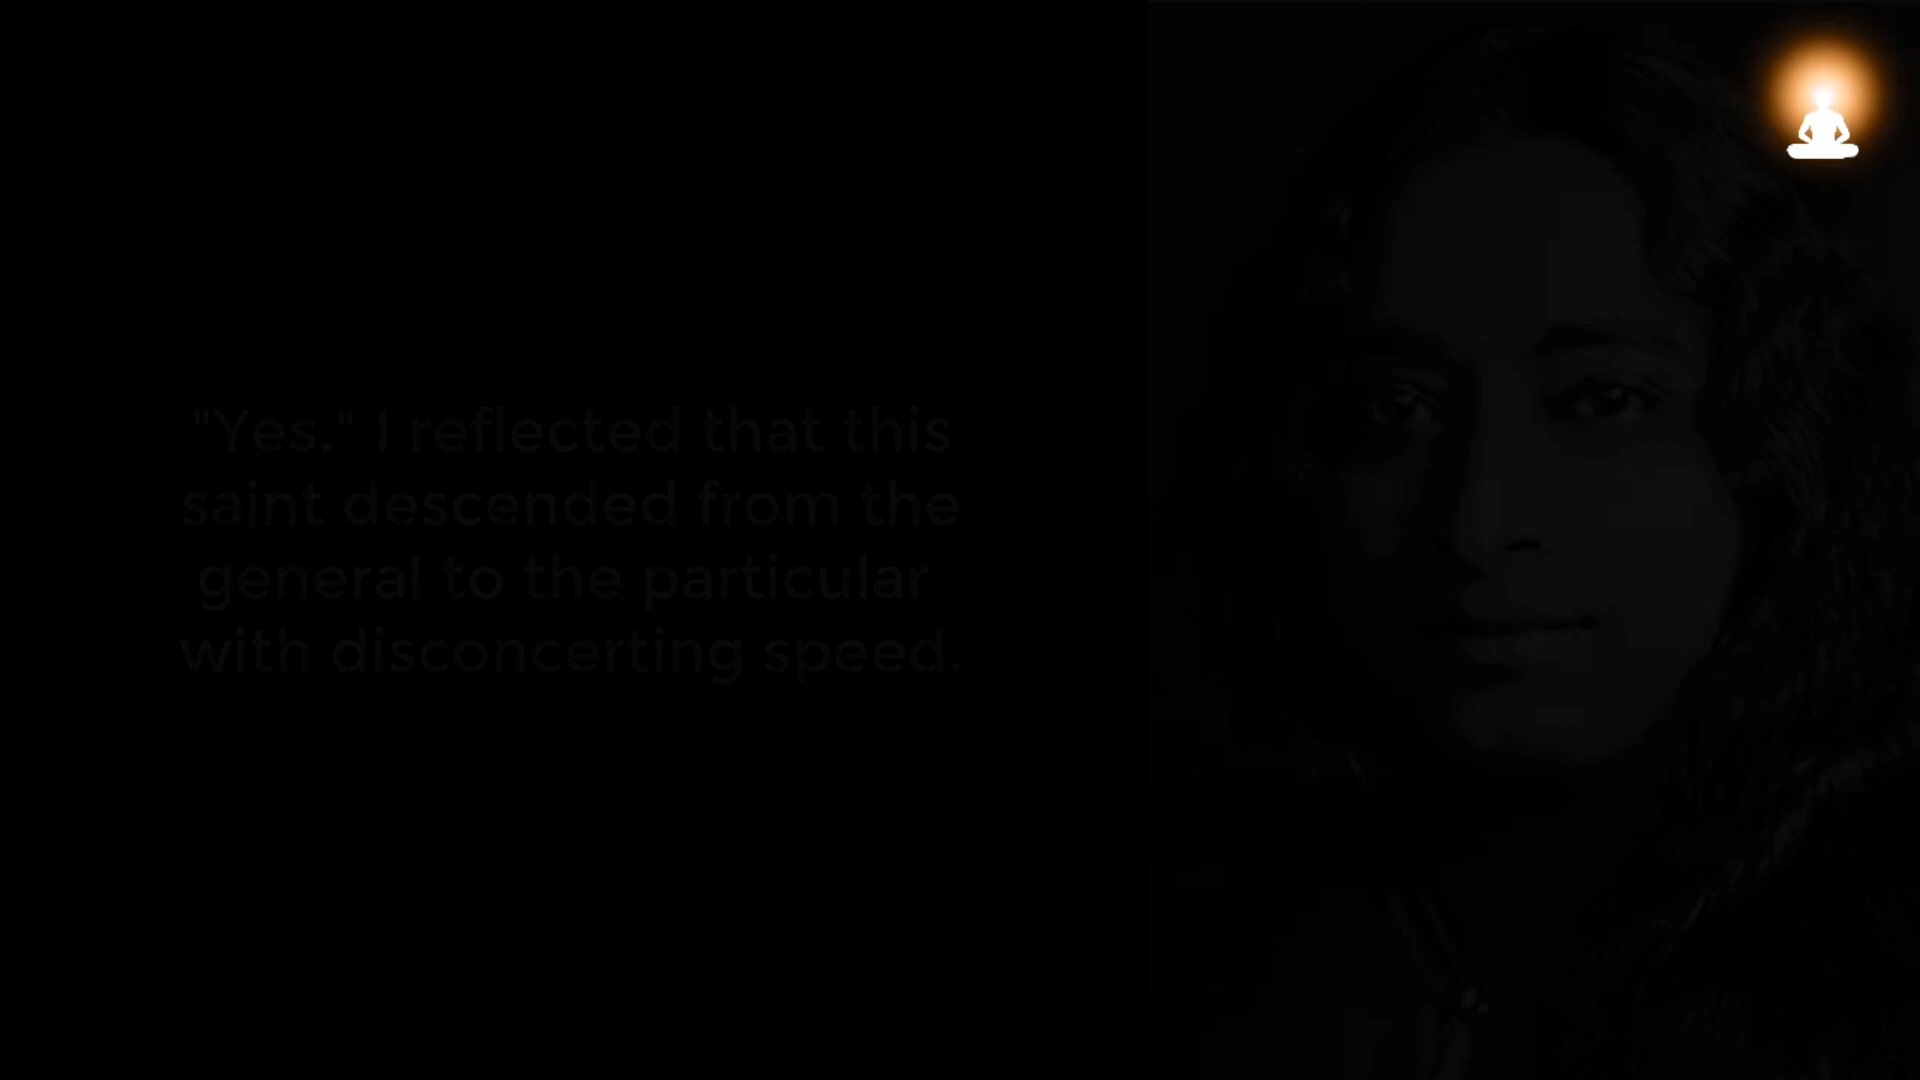 "Yes." I reflected that this
saint descended from the
general to the particular
with disconcerting speed.